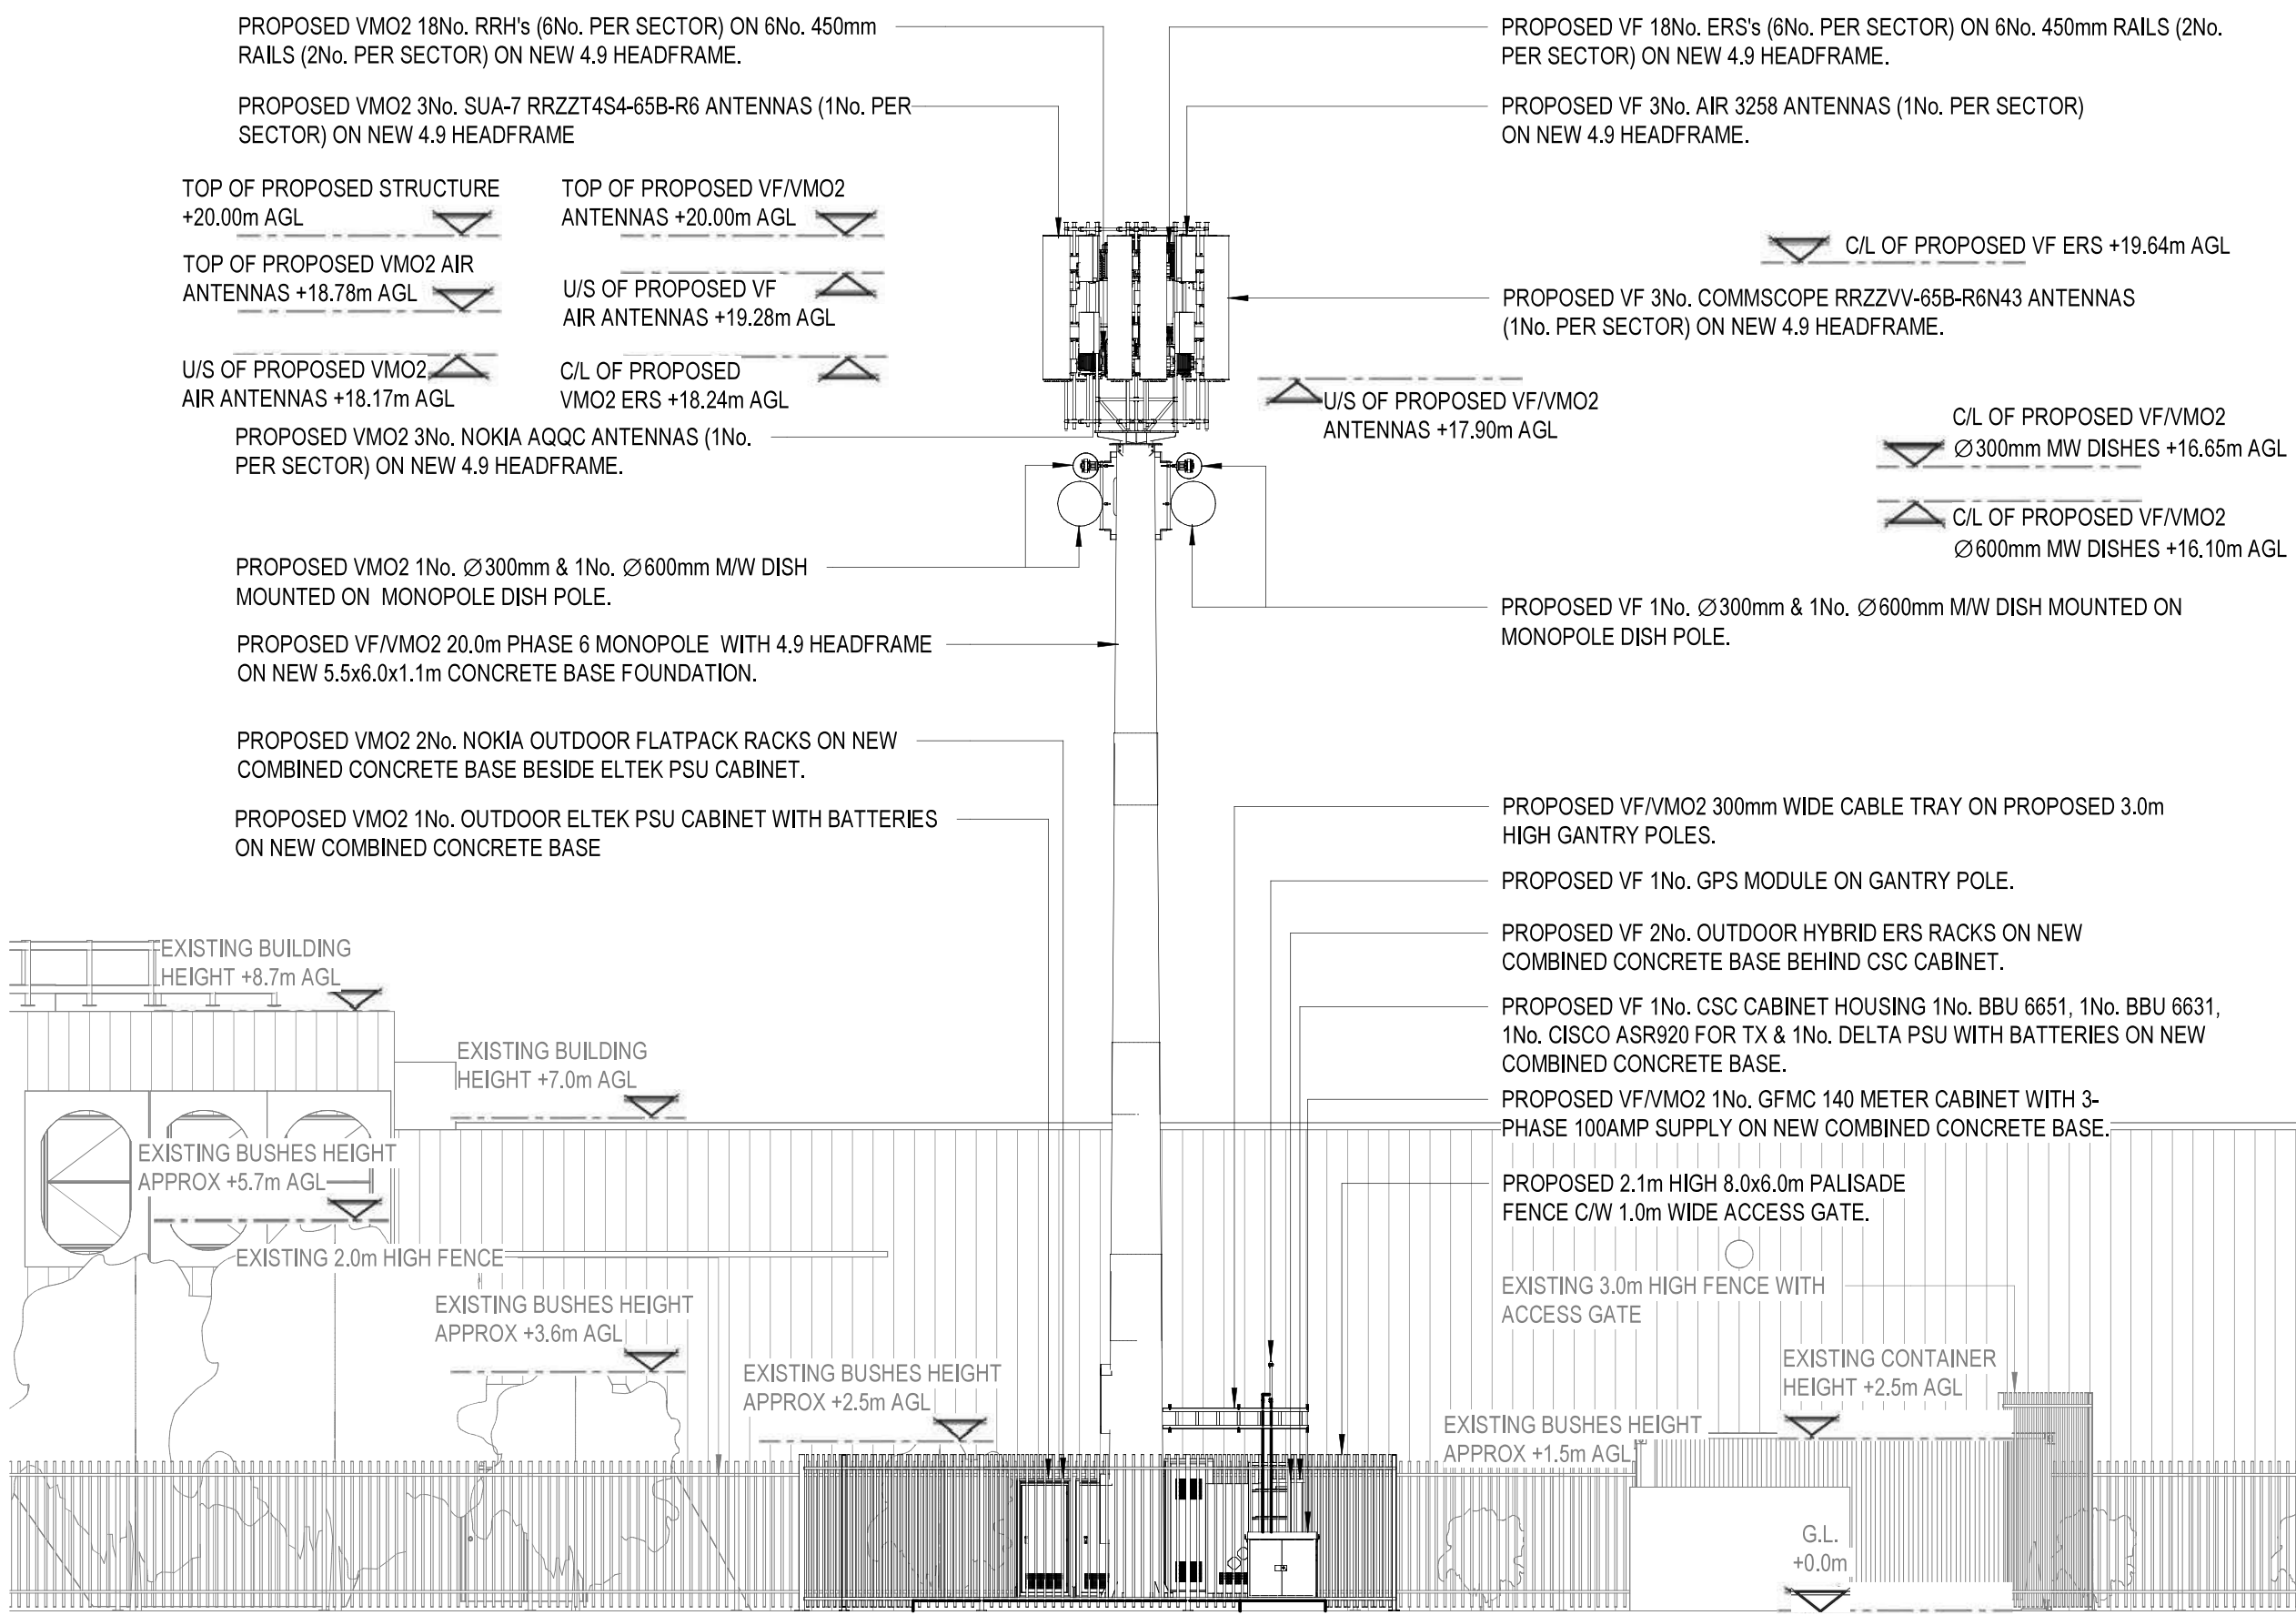 PROPOSED VMO2 18No. RRH's (6No. PER SECTOR) ON 6No. 450mm
RAILS (2No. PER SECTOR) ON NEW 4.9 HEADFRAME.
PROPOSED VMO2 3No. SUA-7 RRZZT4S4-65B-R6 ANTENNAS (1No. PER
SECTOR) ON NEW 4.9 HEADFRAME
TOP OF PROPOSED STRUCTURE
+20.00m AGL
TOP OF PROPOSED VF/VMO2
ANTENNAS +20.00m AGL
TOP OF PROPOSED VMO2 AIR
ANTENNAS +18.78m AGL
U/S OF PROPOSED VF
AIR ANTENNAS +19.28m AGL
U/S OF PROPOSED VMO2
AIR ANTENNAS +18.17m AGL
C/L OF PROPOSED
VMO2 ERS +18.24m AGL
PROPOSED VMO2 3No. NOKIA AQQC ANTENNAS (1No.
PER SECTOR) ON NEW 4.9 HEADFRAME.
PROPOSED VMO2 1No. Ø300mm & 1No. Ø600mm M/W DISH
MOUNTED ON MONOPOLE DISH POLE.
PROPOSED VF/VMO2 20.0m PHASE 6 MONOPOLE WITH 4.9 HEADFRAME
ON NEW 5.5x6.0x1.1m CONCRETE BASE FOUNDATION.
PROPOSED VMO2 2No. NOKIA OUTDOOR FLATPACK RACKS ON NEW
COMBINED CONCRETE BASE BESIDE ELTEK PSU CABINET.
PROPOSED VMO2 1No. OUTDOOR ELTEK PSU CABINET WITH BATTERIES
ON NEW COMBINED CONCRETE BASE
PROPOSED VF 18No. ERS's (6No. PER SECTOR) ON 6No. 450mm RAILS (2No.
PER SECTOR) ON NEW 4.9 HEADFRAME.
PROPOSED VF 3No. AIR 3258 ANTENNAS (1No. PER SECTOR)
ON NEW 4.9 HEADFRAME.
C/L OF PROPOSED VF ERS +19.64m AGL
PROPOSED VF 3No. COMMSCOPE RRZZVV-65B-R6N43 ANTENNAS
(1No. PER SECTOR) ON NEW 4.9 HEADFRAME.
U/S OF PROPOSED VF/VMO2
ANTENNAS +17.90m AGL
C/L OF PROPOSED VF/VMO2
Ø300mm MW DISHES +16.65m AGL
C/L OF PROPOSED VF/VMO2
Ø600mm MW DISHES +16.10m AGL
PROPOSED VF 1No. Ø300mm & 1No. Ø600mm M/W DISH MOUNTED ON
MONOPOLE DISH POLE.
PROPOSED VF/VMO2 300mm WIDE CABLE TRAY ON PROPOSED 3.0m
HIGH GANTRY POLES.
PROPOSED VF 1No. GPS MODULE ON GANTRY POLE.
PROPOSED VF 2No. OUTDOOR HYBRID ERS RACKS ON NEW
COMBINED CONCRETE BASE BEHIND CSC CABINET.
PROPOSED VF 1No. CSC CABINET HOUSING 1No. BBU 6651, 1No. BBU 6631,
1No. CISCO ASR920 FOR TX & 1No. DELTA PSU WITH BATTERIES ON NEW
COMBINED CONCRETE BASE.
PROPOSED VF/VMO2 1No. GFMC 140 METER CABINET WITH 3-
PHASE 100AMP SUPPLY ON NEW COMBINED CONCRETE BASE.
PROPOSED 2.1m HIGH 8.0x6.0m PALISADE
FENCE C/W 1.0m WIDE ACCESS GATE.
EXISTING BUILDING
HEIGHT +8.7m AGL
EXISTING BUILDING
HEIGHT +7.0m AGL
EXISTING BUSHES HEIGHT
APPROX +5.7m AGL
EXISTING 2.0m HIGH FENCE
EXISTING BUSHES HEIGHT
APPROX +3.6m AGL
EXISTING BUSHES HEIGHT
APPROX +2.5m AGL
EXISTING 3.0m HIGH FENCE WITH
ACCESS GATE
EXISTING CONTAINER
HEIGHT +2.5m AGL
EXISTING BUSHES HEIGHT
APPROX +1.5m AGL
G.L.
+0.0m